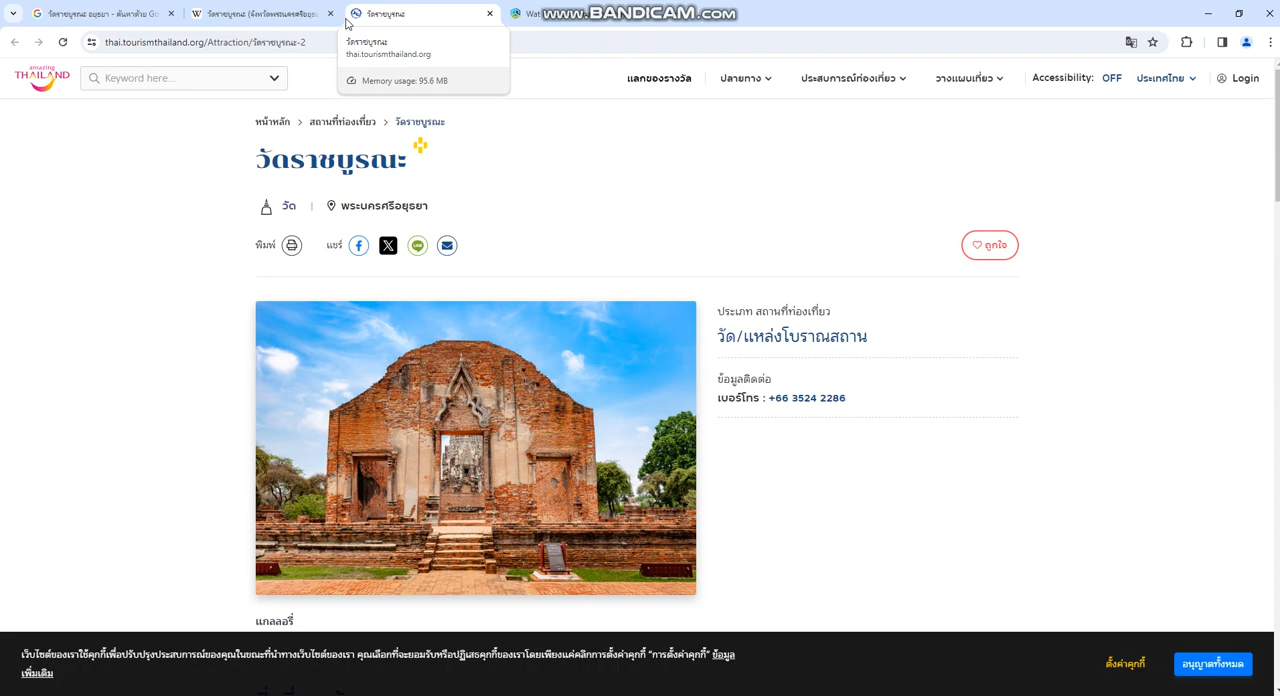 วัดราชบูรณะ อยุธยา - ค้นหาด้วย Go
วัดราชบูรณะ (จังหวัดพระนครศรีอยุธย
วัดราชบูรณะ
Wat
www.BANDICAM.com
thai.tourismthailand.org/Attraction/วัดราชบูรณะ-2
วัดราชบูรณะ
thai.tourismthailand.org
Memory usage: 95.6 MB
amazing
THAILAND
Keyword here...
แลกของรางวัล
ปลายทาง
ประสบการณ์ท่องเที่ยว
วางแผนเที่ยว
Accessibility: OFF
ประเทศไทย
Login
หน้าหลัก > สถานที่ท่องเที่ยว > วัดราชบูรณะ
วัดราชบูรณะ
วัด | พระนครศรีอยุธยา
พิมพ์
แชร์
LINE
ถูกใจ
ประเภท สถานที่ท่องเที่ยว
วัด/แหล่งโบราณสถาน
ข้อมูลติดต่อ
เบอร์โทร : +66 3524 2286
แกลลอรี่
เว็บไซต์ของเราใช้คุกกี้เพื่อปรับปรุงประสบการณ์ของคุณในขณะที่นำทางเว็บไซต์ของเรา คุณเลือกที่จะยอมรับหรือปฏิเสธคุกกี้ของเราโดยเพียงแค่คลิกการตั้งค่าคุกกี้ “การตั้งค่าคุกกี้” ข้อมูล
เพิ่มเติม
ตั้งค่าคุกกี้
อนุญาตทั้งหมด